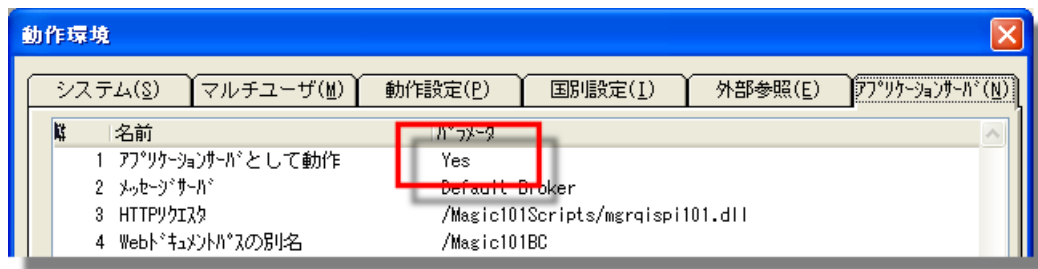 動作環境
システム(S) マルチユーザ(M) 動作設定(P) 国別設定(I) 外部参照(E) ｱﾌﾟﾘｹｰｼｮﾝｻｰﾊﾞ(N)
# 名前 ﾊﾟﾗﾒｰﾀ
1 ｱﾌﾟﾘｹｰｼｮﾝｻｰﾊﾞとして動作 Yes
2 ﾒｯｾｰｼﾞｻｰﾊﾞ Default Broker
3 HTTPﾘｸｴｽﾀ /Magic101Scripts/mgrqispi101.dll
4 Webﾄﾞｷｭﾒﾝﾄﾊﾟｽの別名 /Magic101BC